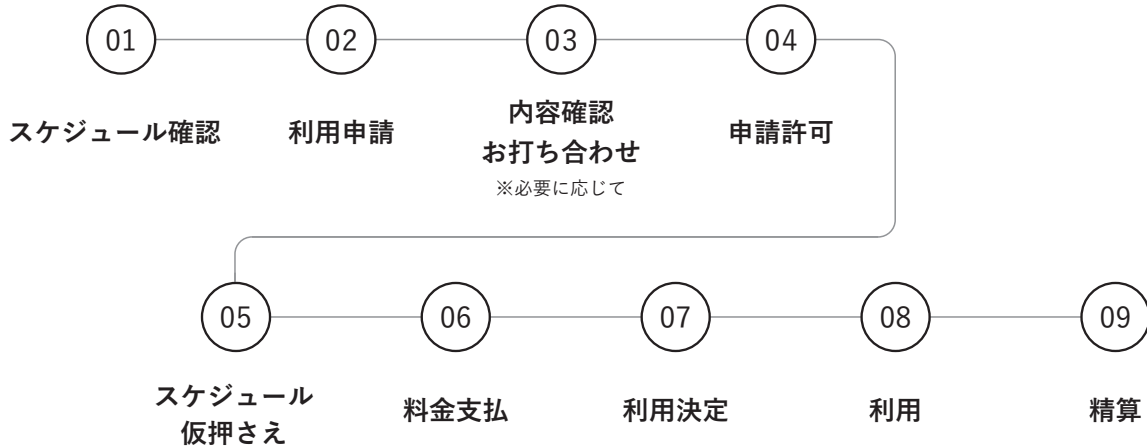 01
02
03
04
スケジュール確認
利用申請
内容確認
お打ち合わせ
※必要に応じて
申請許可
05
06
07
08
09
スケジュール
仮押さえ
料金支払
利用決定
利用
精算